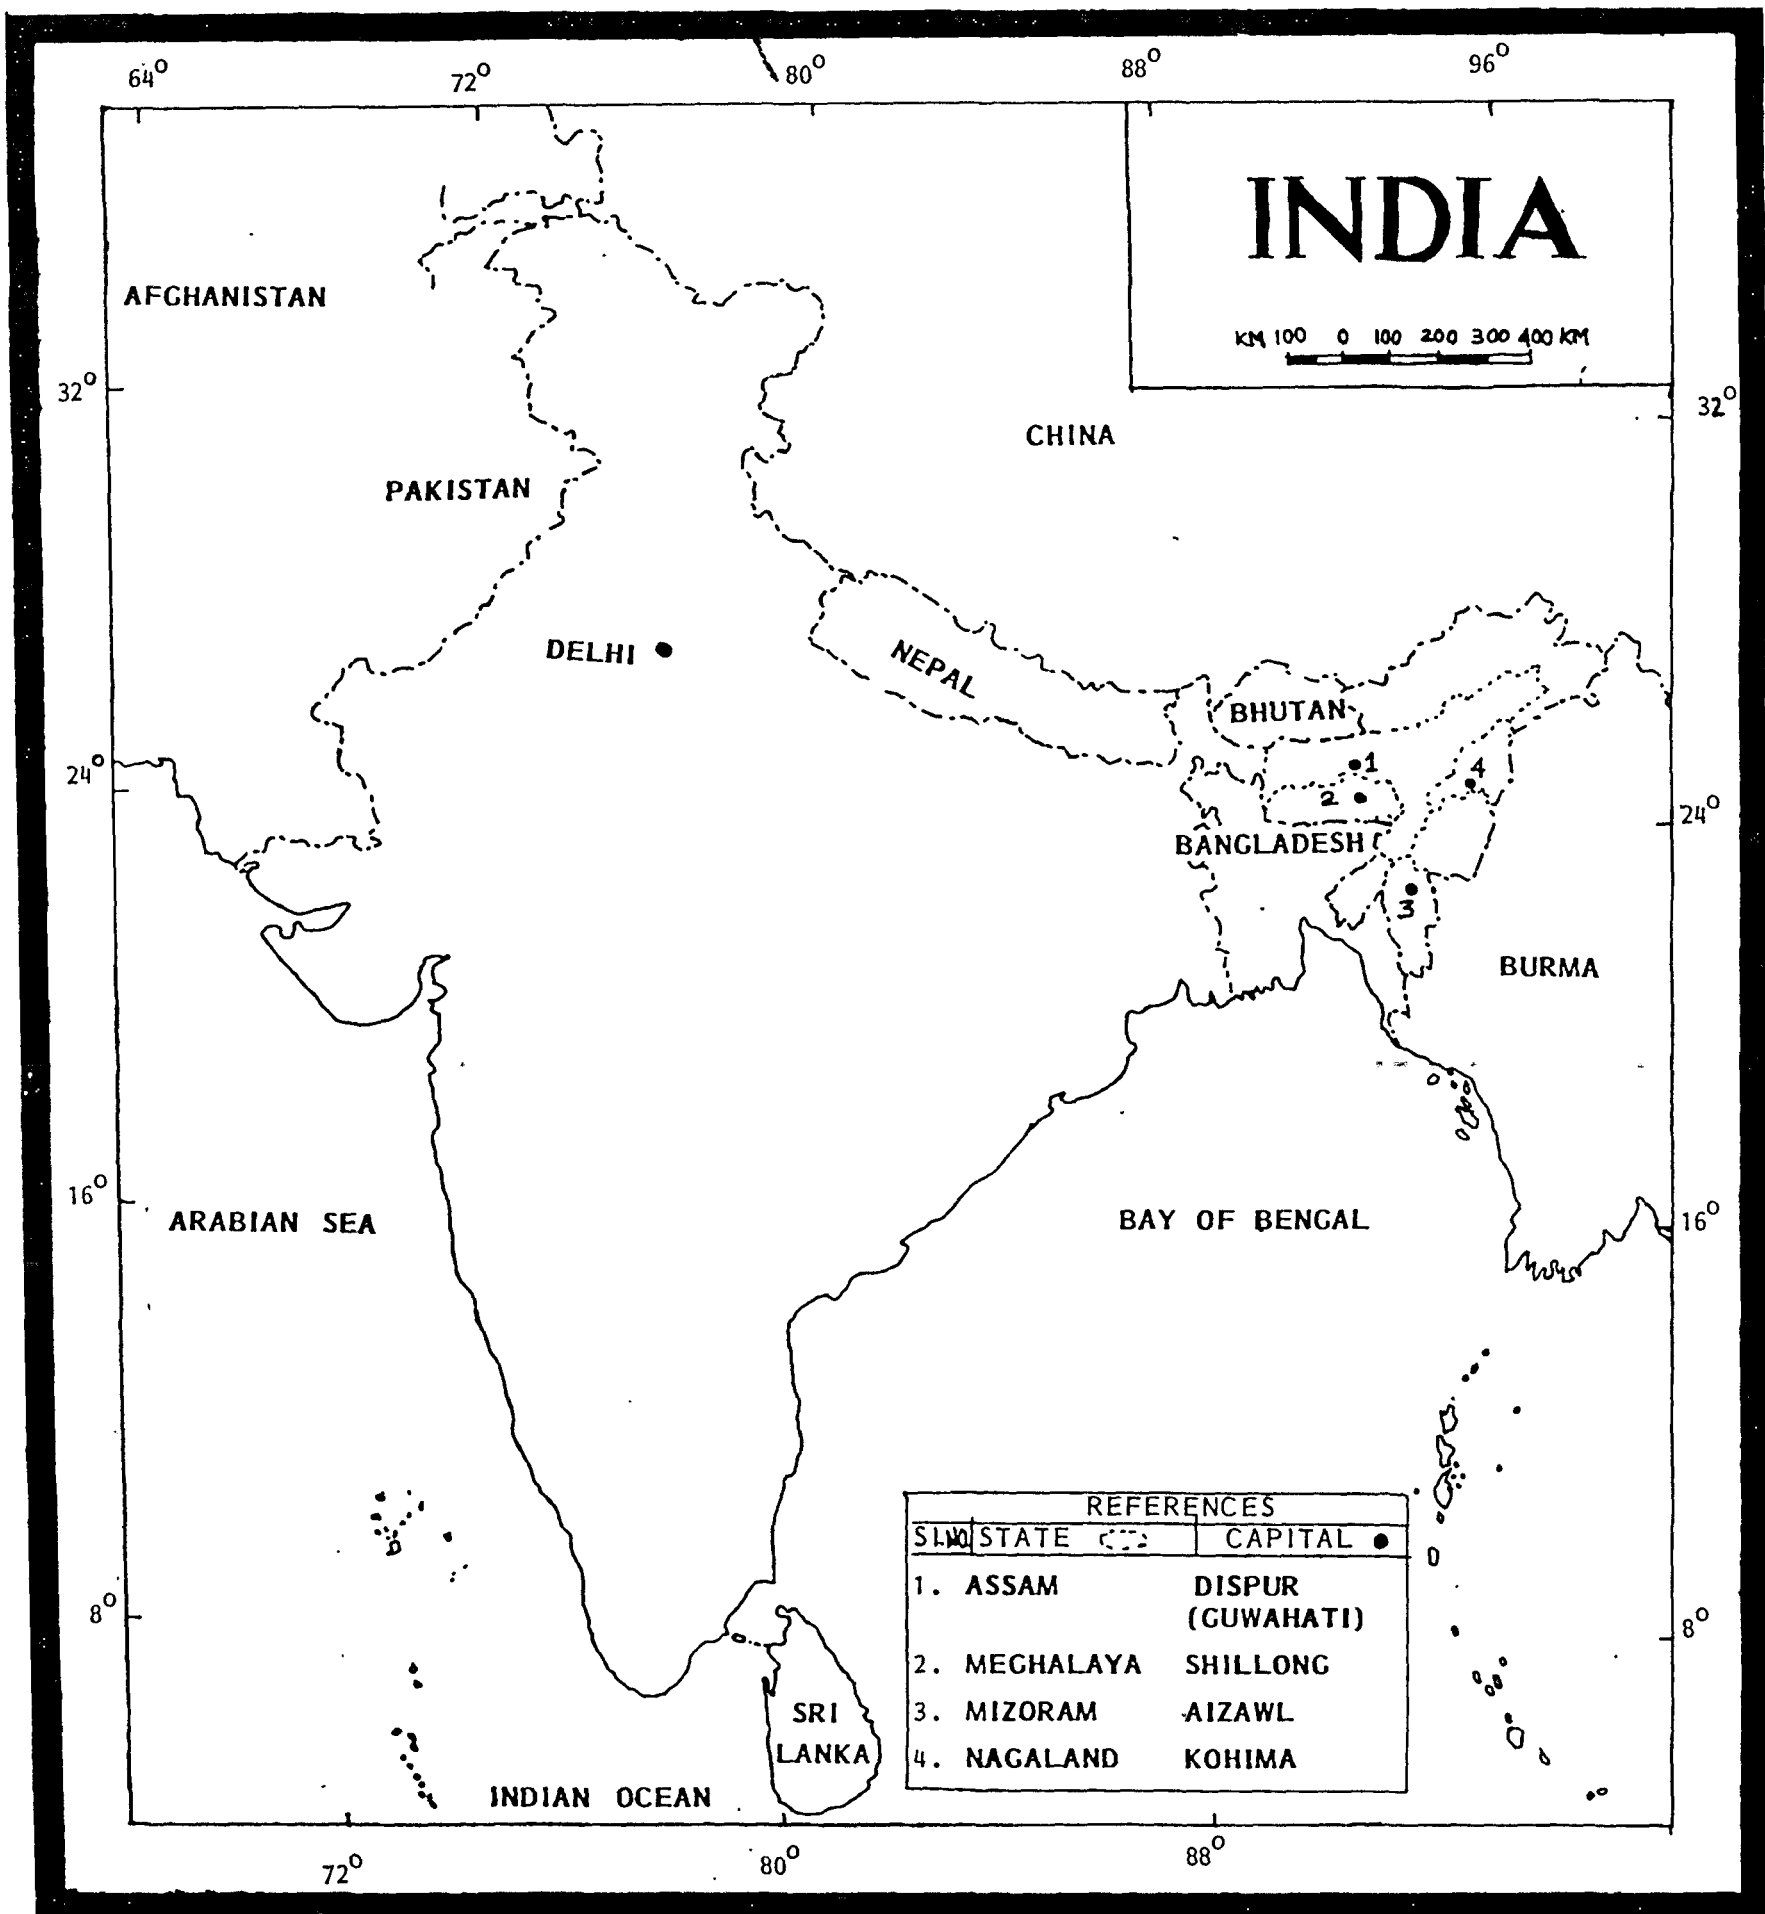 64° 72° 80° 88° 96°
INDIA
AFGHANISTAN
KM 100 0 100 200 300 400 KM
32° 32°
CHINA
PAKISTAN
DELHI
NEPAL
BHUTAN
24° 1 4
2 24°
BANGLADESH
3
BURMA
16° 16°
ARABIAN SEA BAY OF BENGAL
REFERENCES
SI.NO. STATE CAPITAL
1. ASSAM DISPUR
(GUWAHATI)
8° 8°
2. MEGHALAYA SHILLONG
3. MIZORAM AIZAWL
SRI
LANKA
4. NAGALAND KOHIMA
INDIAN OCEAN
72° 80° 88°